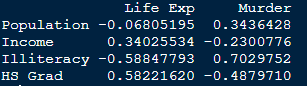 Life Exp Murder
Population -0.06805195 0.3436428
Income 0.34025534 -0.2300776
Illiteracy -0.58847793 0.7029752
HS Grad 0.58221620 -0.4879710